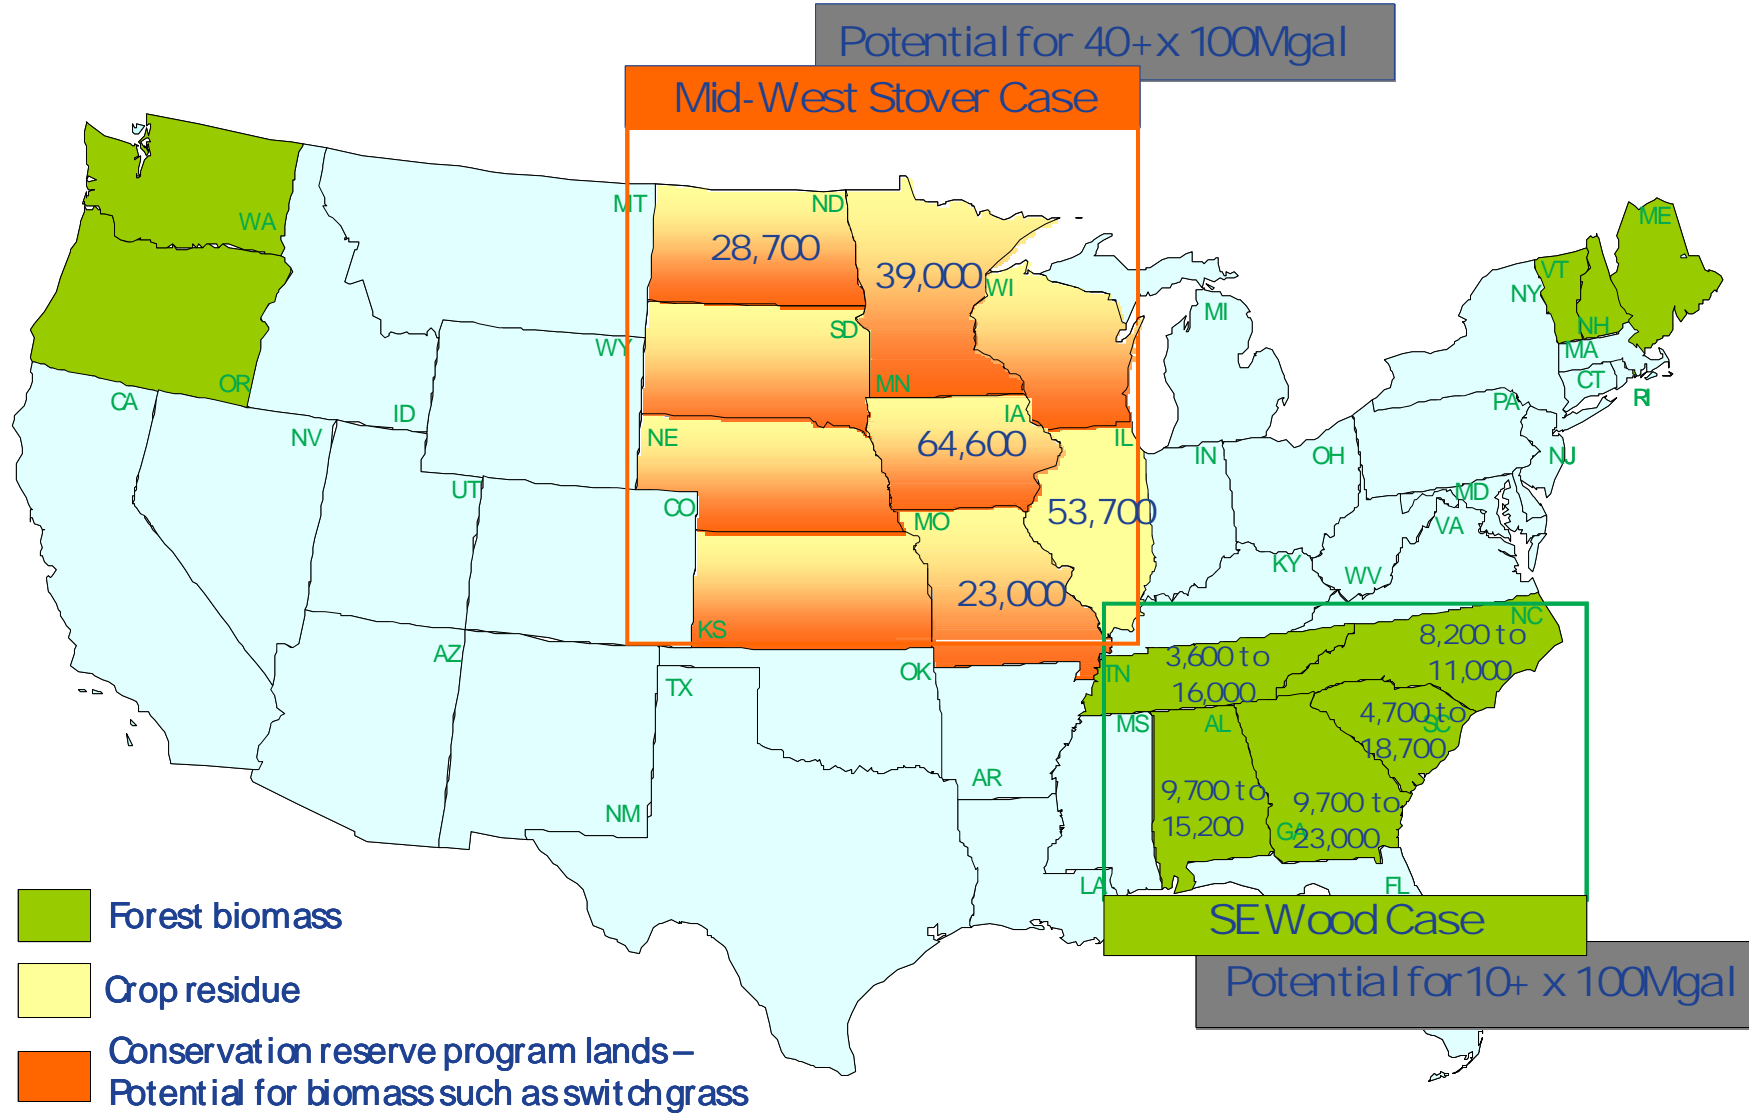 Potential for 40+ x 100Mgal
Mid-West Stover Case
WA
MT
ND
28,700
39,000
WI
MI
ME
VT
NY
NH
MA
CT
RI
OR
CA
ID
WY
SD
MN
NV
NE
IA
64,600
IL
IN
OH
PA
NJ
UT
CO
MO
53,700
MD
VA
KY
WV
23,000
KS
AZ
OK
TX
TN
NC
8,200 to
11,000
3,600 to
16,000
MS
AL
SC
4,700 to
18,700
AR
NM
9,700 to
15,200
GA
9,700 to
23,000
LA
FL
SE Wood Case
Potential for 10+ x 100Mgal
Forest biomass
Crop residue
Conservation reserve program lands –
Potential for biomass such as switchgrass